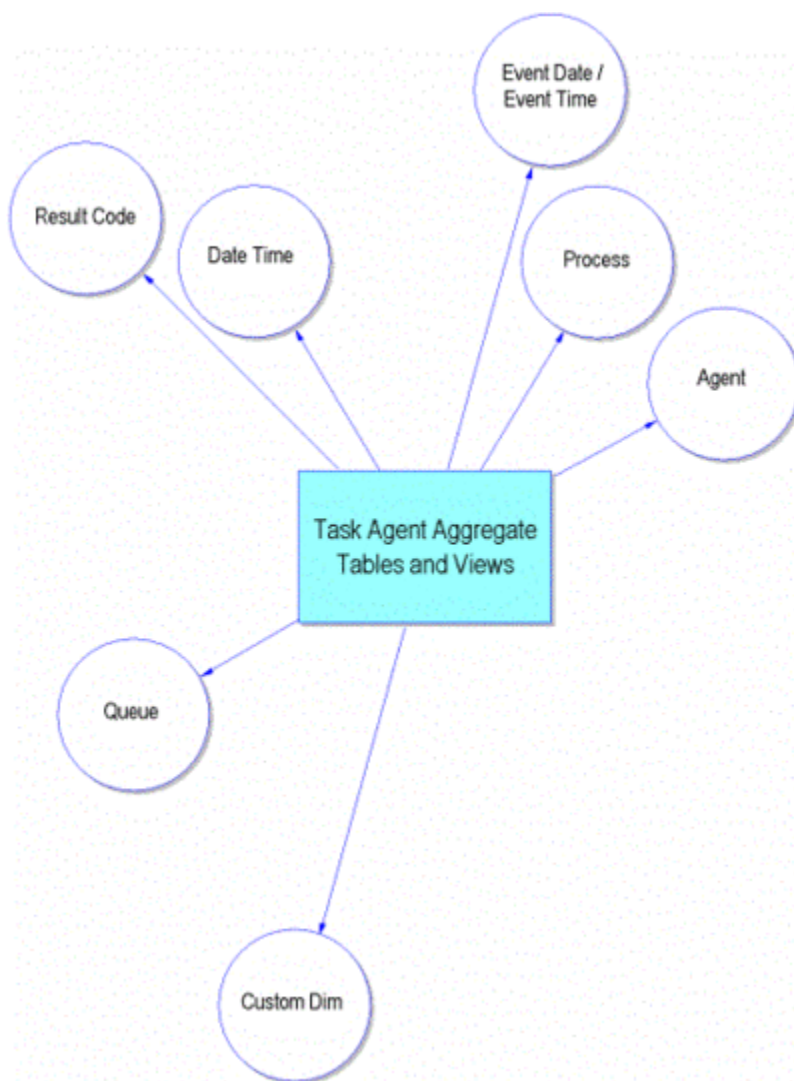 Event Date /
Event Time
Result Code
Date Time
Process
Agent
Task Agent Aggregate
Tables and Views
Queue
Custom Dim